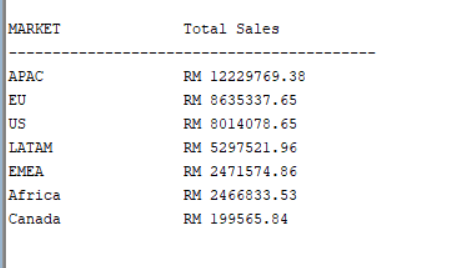 MARKET Total Sales
------------------------------------------
APAC RM 12229769.38
EU RM 8635337.65
US RM 8014078.65
LATAM RM 5297521.96
EMEA RM 2471574.86
Africa RM 2466833.53
Canada RM 199565.84